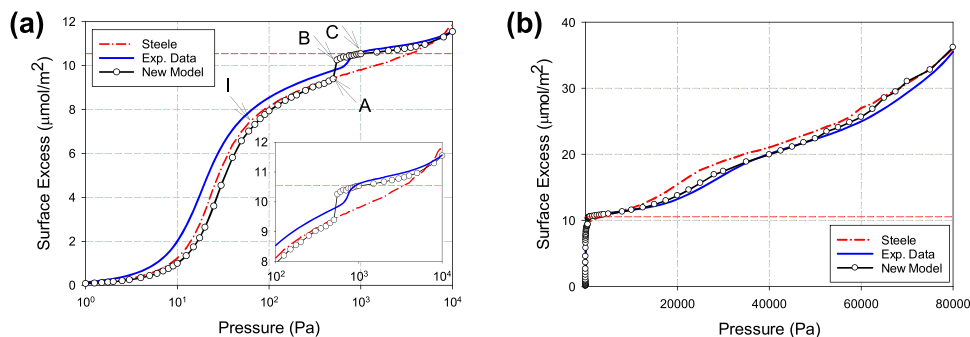 (a)
Surface Excess (μmol/m²)
12
10
8
6
4
2
0
Steele
Exp. Data
New Model
B
C
I
A
12
11
10
9
8
10²
10³
10⁴
10⁰
10¹
10²
10³
10⁴
Pressure (Pa)
(b)
Surface Excess (μmol/m²)
40
30
20
10
0
Steele
Exp. Data
New Model
20000
40000
60000
80000
Pressure (Pa)